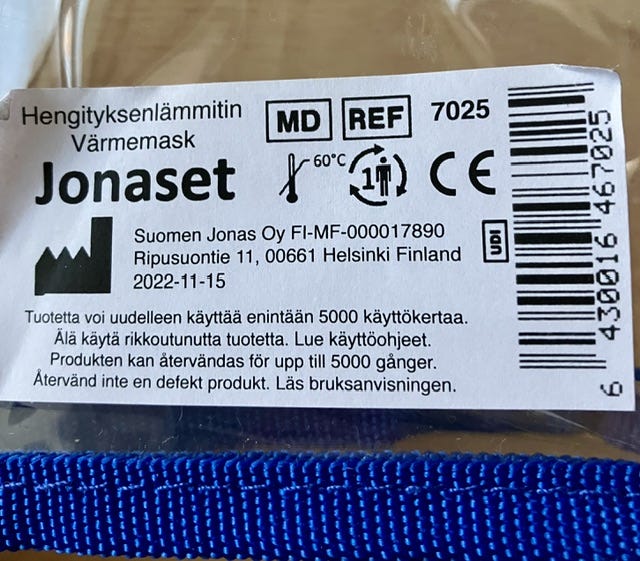 Hengityksenlämmitin
Värmemask
MD REF 7025
Jonaset
60°C
1
CE
Suomen Jonas Oy FI-MF-000017890
Ripusuontie 11, 00661 Helsinki Finland
2022-11-15
UDI
Tuotetta voi uudelleen käyttää enintään 5000 käyttökertaa.
Älä käytä rikkoutunutta tuotetta. Lue käyttöohjeet.
Produkten kan återvändas för upp till 5000 gånger.
Återvänd inte en defekt produkt. Läs bruksanvisningen.
6 430016 467025